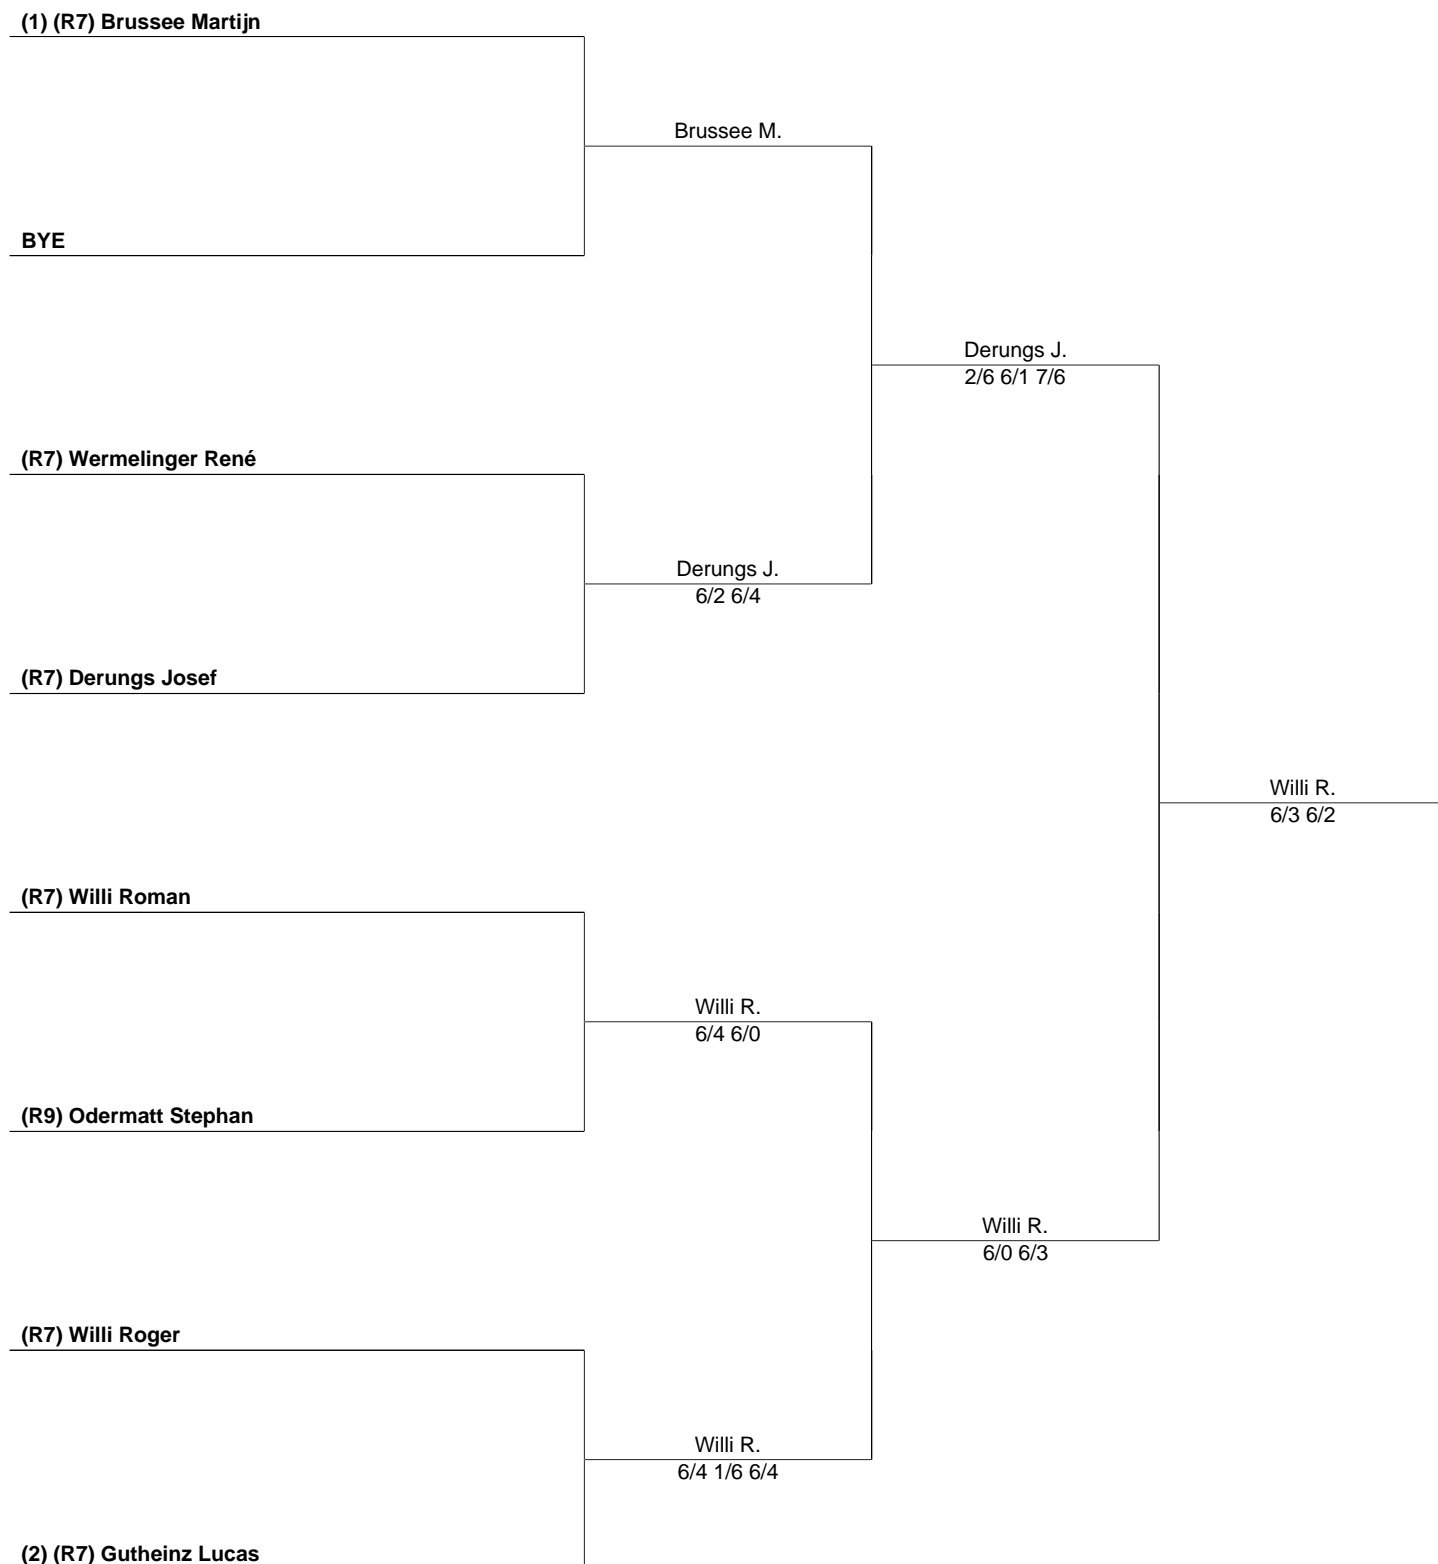 (1) (R7) Brussee Martijn
Brussee M.
BYE
Derungs J.
2/6 6/1 7/6
(R7) Wermelinger René
Derungs J.
6/2 6/4
(R7) Derungs Josef
Willi R.
6/3 6/2
(R7) Willi Roman
Willi R.
6/4 6/0
(R9) Odermatt Stephan
Willi R.
6/0 6/3
(R7) Willi Roger
Willi R.
6/4 1/6 6/4
(2) (R7) Gutheinz Lucas